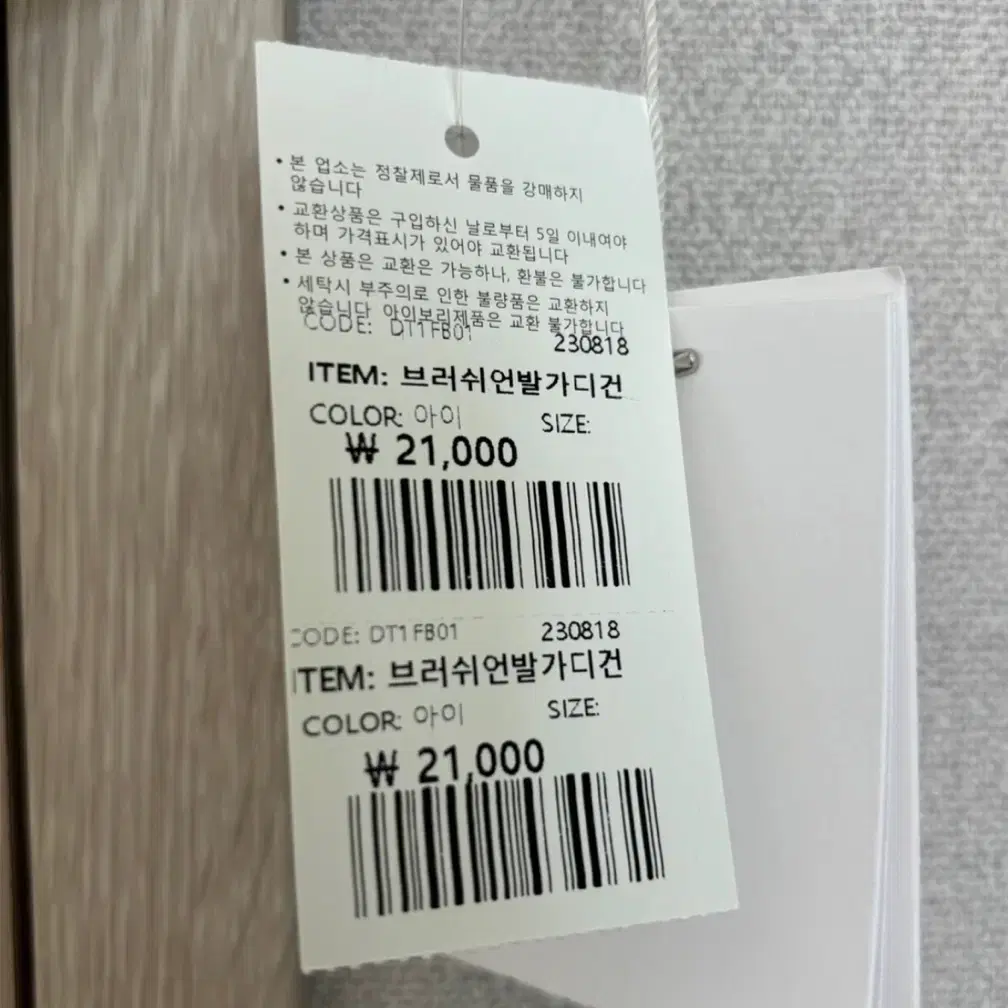 • 본 업소는 정찰제로서 물품을 강매하지
않습니다
• 교환상품은 구입하신 날로부터 5일 이내여야
하며 가격표시가 있어야 교환됩니다
• 본 상품은 교환은 가능하나, 환불은 불가합니다
• 세탁시 부주의로 인한 불량품은 교환하지
않습니다 아이보리제품은 교환 불가합니다
CODE: DT1FB01 230818
ITEM: 브러쉬언발가디건
COLOR: 아이 SIZE:
₩ 21,000
CODE: DT1FB01 230818
ITEM: 브러쉬언발가디건
COLOR: 아이 SIZE:
₩ 21,000